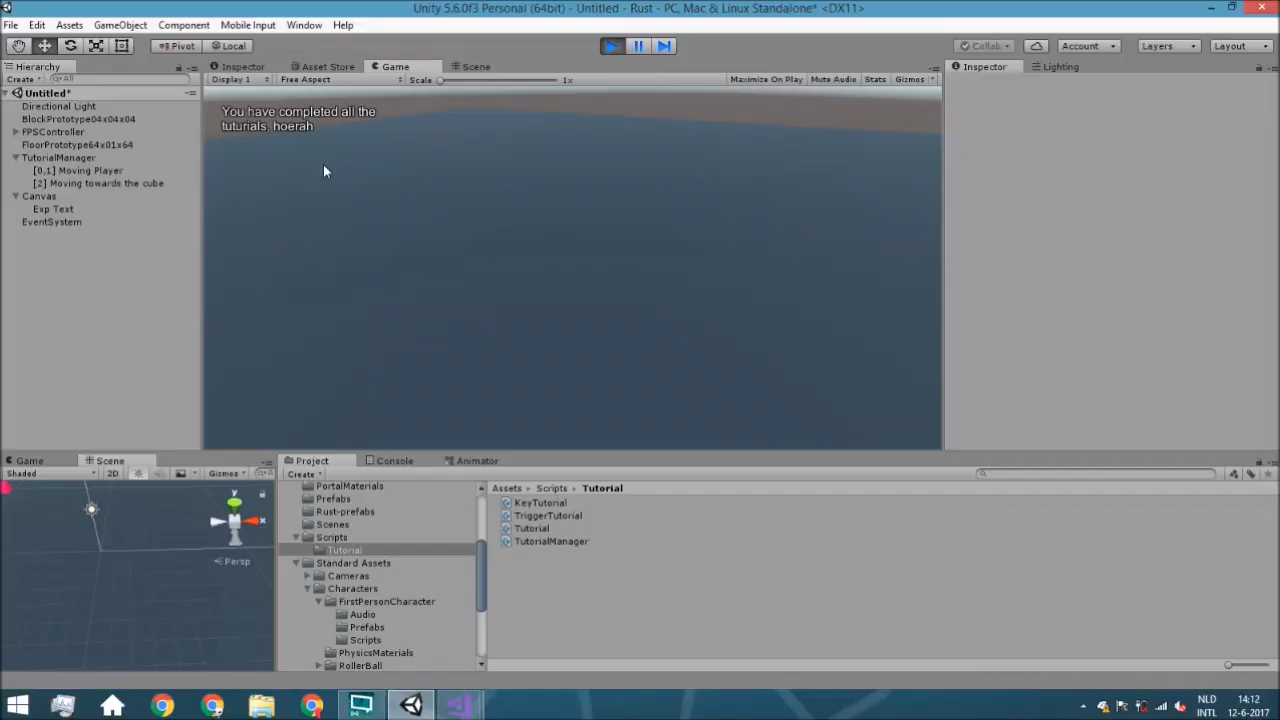 Unity 5.6.0f3 Personal (64bit) - Untitled - Rust - PC, Mac & Linux Standalone* <DX11>
File Edit Assets GameObject Component Mobile Input Window Help
Pivot Local Collab Account Layers Layout
Hierarchy Inspector Asset Store Game Scene Inspector Lighting
Create All Display 1 Free Aspect Scale 1x Maximize On Play Mute Audio Stats Gizmos
Untitled*
Directional Light
BlockPrototype04x04x04
FPSController
FloorPrototype64x01x64
TutorialManager
[0,1] Moving Player
[2] Moving towards the cube
Canvas
Exp Text
EventSystem
You have completed all the
tuturials, hoerah
Game Scene Project Console Animator
Shaded 2D Gizmos All Create
y
x
Persp
PortalMaterials
Prefabs
Rust-prefabs
Scenes
Scripts
Tutorial
Standard Assets
Cameras
Characters
FirstPersonCharacter
Audio
Prefabs
Scripts
PhysicsMaterials
RollerBall
Assets Scripts Tutorial
KeyTutorial
TriggerTutorial
Tutorial
TutorialManager
NLD 14:12
INTL 12-6-2017